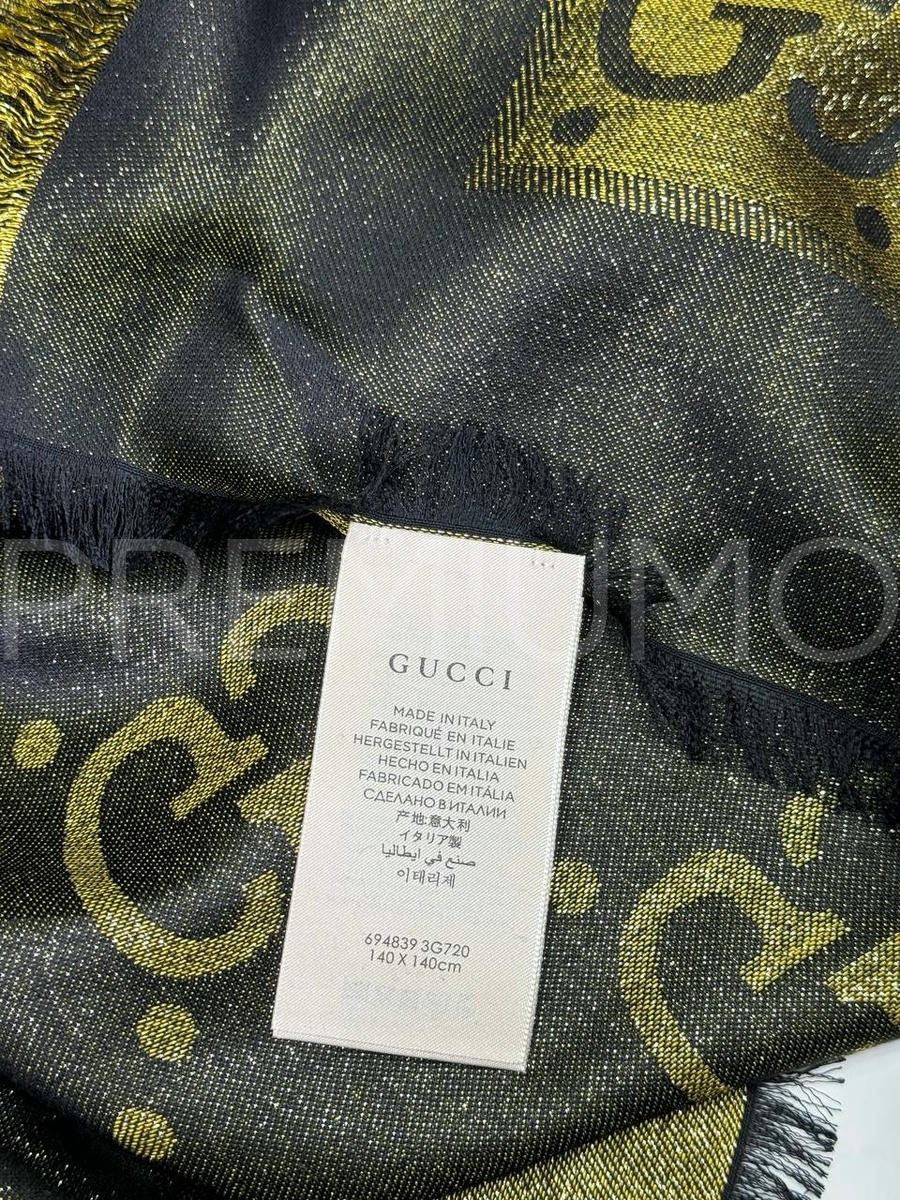 G
PREMIUMO
GUCCI
MADE IN ITALY
FABRIQUÉ EN ITALIE
HERGESTELLT IN ITALIEN
HECHO EN ITALIA
FABRICADO EM ITÁLIA
СДЕЛАНО В ИТАЛИИ
产地:意大利
イタリア製
صنع في ايطاليا
이태리제
694839 3G720
140 X 140cm
G
G